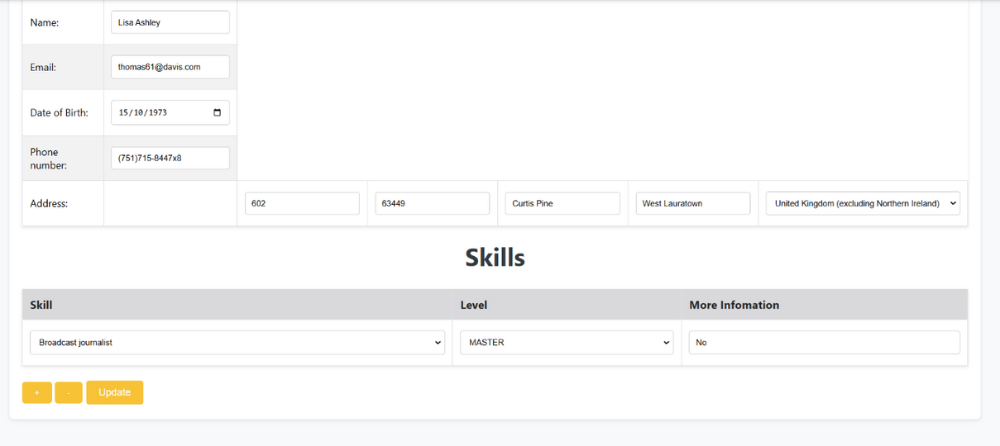 Name: Lisa Ashley
Email: thomas61@davis.com
Date of Birth: 15/10/1973
Phone
number: (751)715-8447x8
Address: 602 63449 Curtis Pine West Lauratown United Kingdom (excluding Northern Ireland)
Skills
Skill Level More Infomation
Broadcast journalist MASTER No
+ - Update